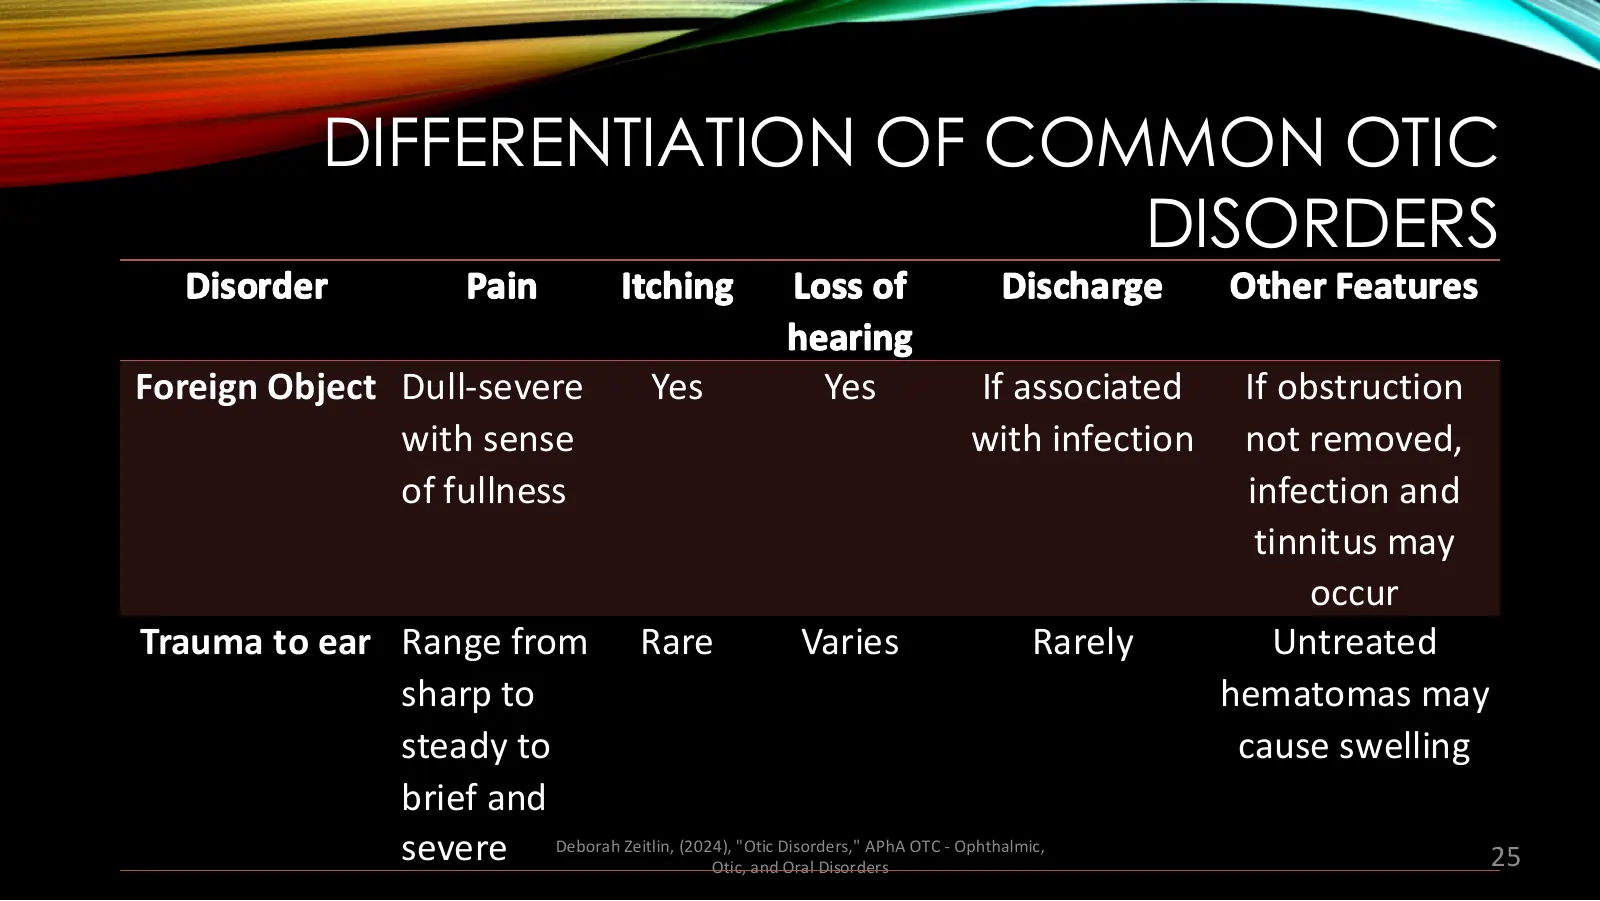 DIFFERENTIATION OF COMMON OTIC
DISORDERS
Disorder Pain Itching Loss of hearing Discharge Other Features
Foreign Object Dull-severe with sense of fullness Yes Yes If associated with infection If obstruction not removed, infection and tinnitus may occur
Trauma to ear Range from sharp to steady to brief and severe Rare Varies Rarely Untreated hematomas may cause swelling
Deborah Zeitlin, (2024), "Otic Disorders," APhA OTC - Ophthalmic,
Otic, and Oral Disorders
25